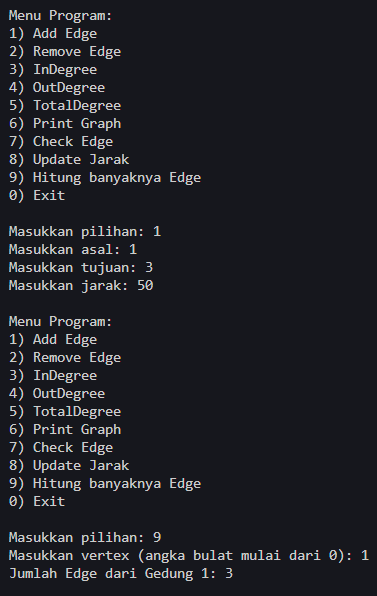 Menu Program:
1) Add Edge
2) Remove Edge
3) InDegree
4) OutDegree
5) TotalDegree
6) Print Graph
7) Check Edge
8) Update Jarak
9) Hitung banyaknya Edge
0) Exit

Masukkan pilihan: 1
Masukkan asal: 1
Masukkan tujuan: 3
Masukkan jarak: 50

Menu Program:
1) Add Edge
2) Remove Edge
3) InDegree
4) OutDegree
5) TotalDegree
6) Print Graph
7) Check Edge
8) Update Jarak
9) Hitung banyaknya Edge
0) Exit

Masukkan pilihan: 9
Masukkan vertex (angka bulat mulai dari 0): 1
Jumlah Edge dari Gedung 1: 3